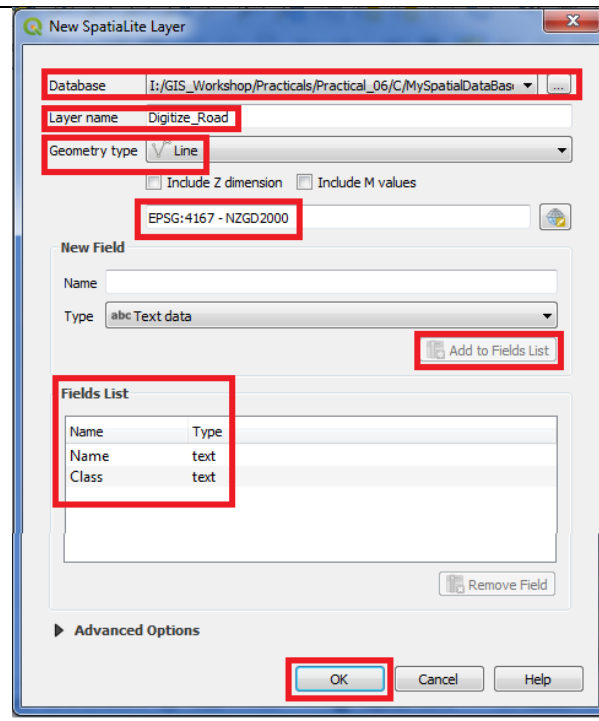 New SpatiaLite Layer
Database I:/GIS_Workshop/Practicals/Practical_06/C/MySpatialDataBas ...
Layer name Digitize_Road
Geometry type Line
Include Z dimension Include M values
EPSG:4167 - NZGD2000
New Field
Name
Type abc Text data
Add to Fields List
Fields List
Name Type
Name text
Class text
Remove Field
Advanced Options
OK Cancel Help